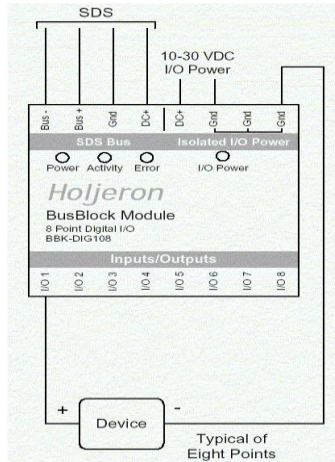 SDS
10-30 VDC
I/O Power
Bus -
Bus +
Gnd
DC+
DC+
Gnd
Gnd
Gnd
SDS Bus
Isolated I/O Power
Power Activity Error
I/O Power
Holjeron
BusBlock Module
8 Point Digital I/O
BBK-DIG108
Inputs/Outputs
I/O 1
I/O 2
I/O 3
I/O 4
I/O 5
I/O 6
I/O 7
I/O 8
+
-
Device
Typical of
Eight Points